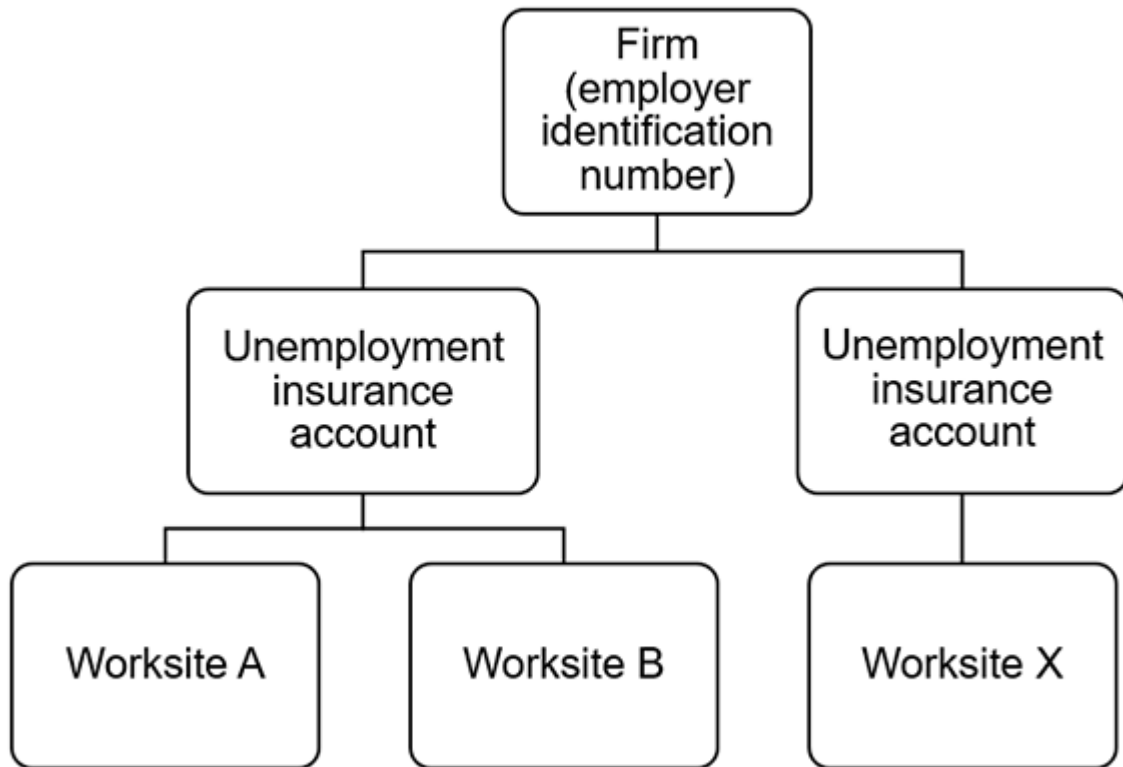 Firm
(employer
identification
number)
Unemployment
insurance
account
Unemployment
insurance
account
Worksite A
Worksite B
Worksite X